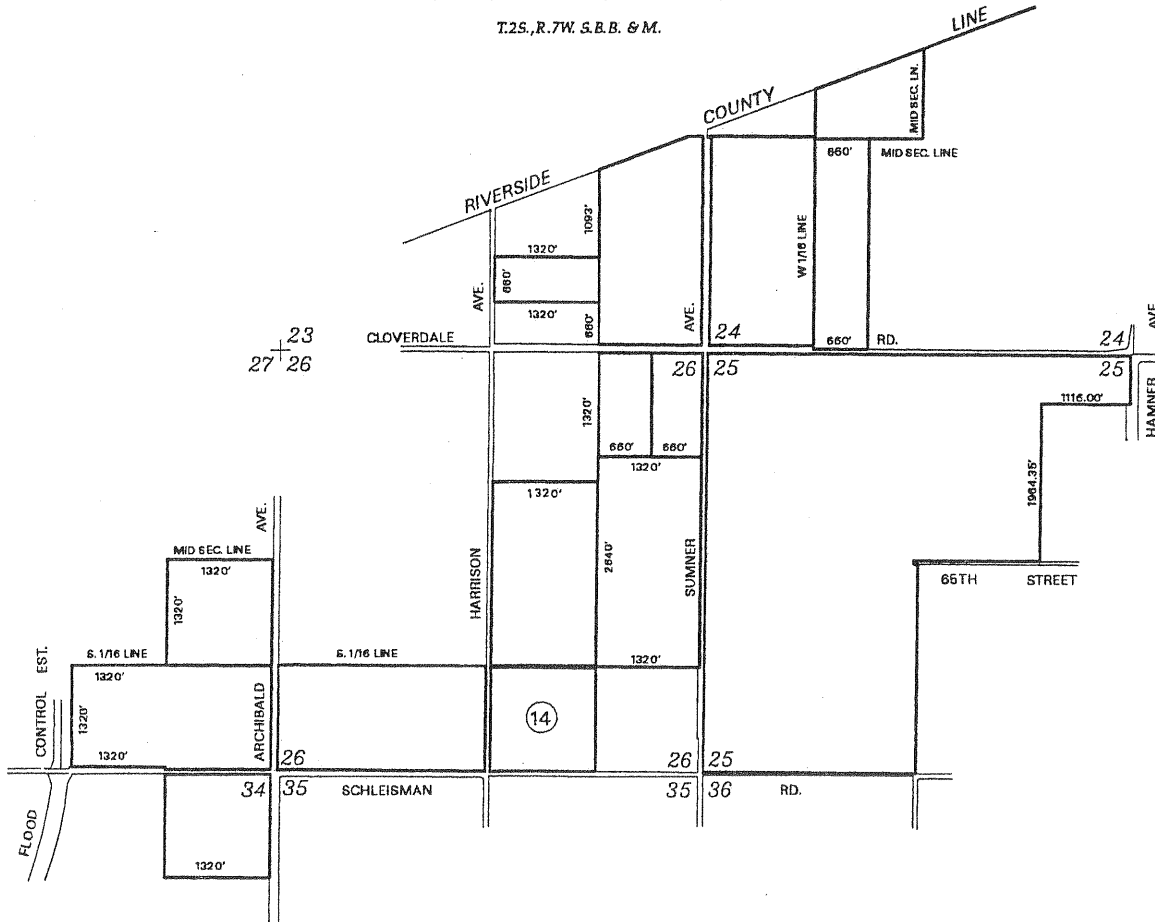 T.2S.,R.7W. S.B.B. & M.
LINE
COUNTY
MID SEC. LN.
660'
MID SEC. LINE
RIVERSIDE
1093'
W 1/16 LINE
1320'
660'
AVE.
AVE.
AVE.
1320'
660'
23
27 26
CLOVERDALE
24
660'
RD.
24
26 25
25
HAMNER
1116.00'
1320'
660'
660'
1320'
1320'
1964.35'
AVE.
MID SEC. LINE
1320'
1320'
HARRISON
2640'
SUMNER
65TH STREET
CONTROL EST.
S. 1/16 LINE
S. 1/16 LINE
1320'
1320'
1320'
ARCHIBALD
14
1320'
26
26 25
34 35
SCHLEISMAN
35 36
RD.
FLOOD
1320'